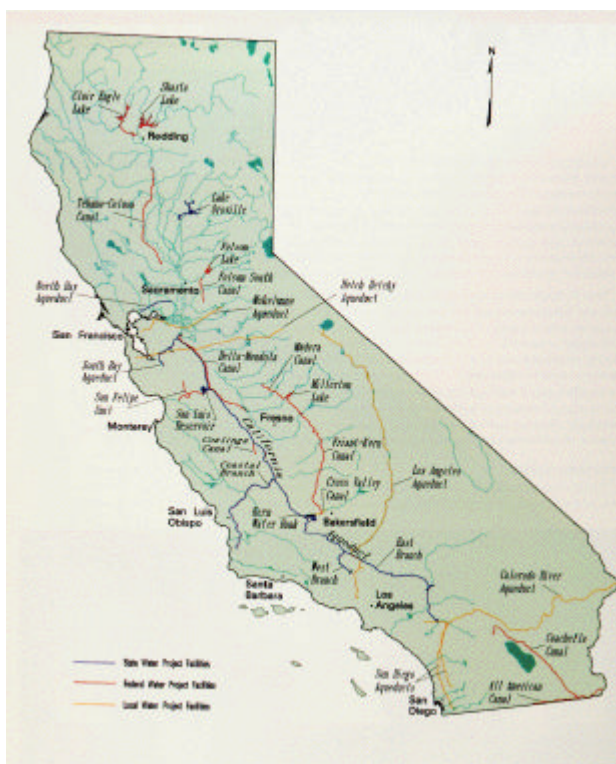 N
Clair Eagle
Lake
Shasta
Lake
Redding
Tehama-Colusa
Canal
Lake
Oroville
Folsom
Lake
Folsom South
Canal
North Bay
Aqueduct
Sacramento
Mokelumne
Aqueduct
Hetch Hetchy
Aqueduct
San Francisco
South Bay
Aqueduct
Delta-Mendota
Canal
Madera
Canal
Millerton
Lake
San Felipe
Unit
San Luis
Reservoir
Fresno
Monterey
Coalinga
Canal
Coastal
Branch
California
Friant-Kern
Canal
Cross Valley
Canal
Los Angeles
Aqueduct
San Luis
Obispo
Kern
Water Bank
Bakersfield
Aqueduct
East
Branch
West
Branch
Santa
Barbara
Los
Angeles
Colorado River
Aqueduct
Coachella
Canal
San Diego
Aqueducts
All American
Canal
San
Diego
State Water Project Facilities
Federal Water Project Facilities
Local Water Project Facilities